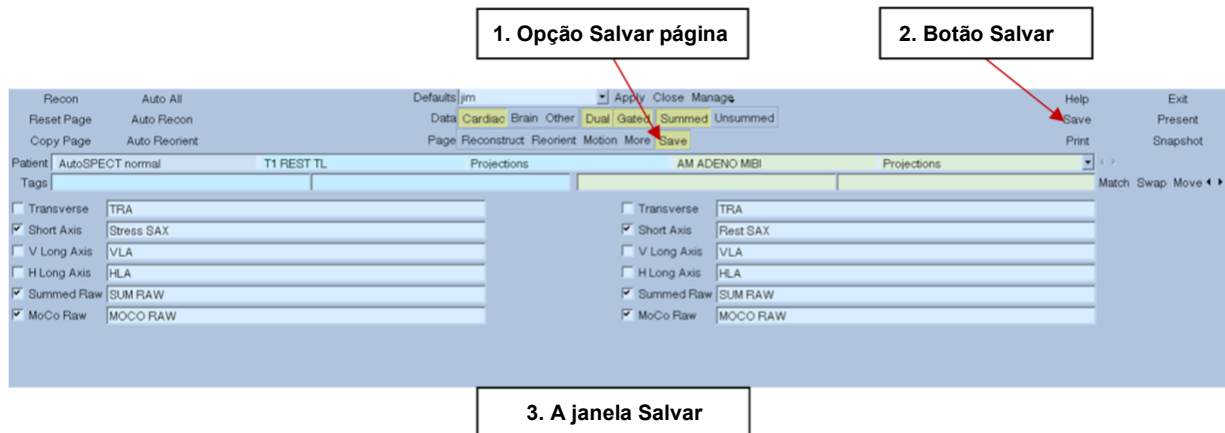 1. Opção Salvar página
2. Botão Salvar
Recon Auto All Defaults jim Apply Close Manage Help Exit
Reset Page Auto Recon Data Cardiac Brain Other Dual Gated Summed Unsummed Save Present
Copy Page Auto Reorient Page Reconstruct Reorient Motion More Save Print Snapshot
Patient AutoSPECT normal T1 REST TL Projections AM ADENO MIBI Projections
Tags Match Swap Move
Transverse TRA Transverse TRA
Short Axis Stress SAX Short Axis Rest SAX
V Long Axis VLA V Long Axis VLA
H Long Axis HLA H Long Axis HLA
Summed Raw SUM RAW Summed Raw SUM RAW
MoCo Raw MOCO RAW MoCo Raw MOCO RAW
3. A janela Salvar